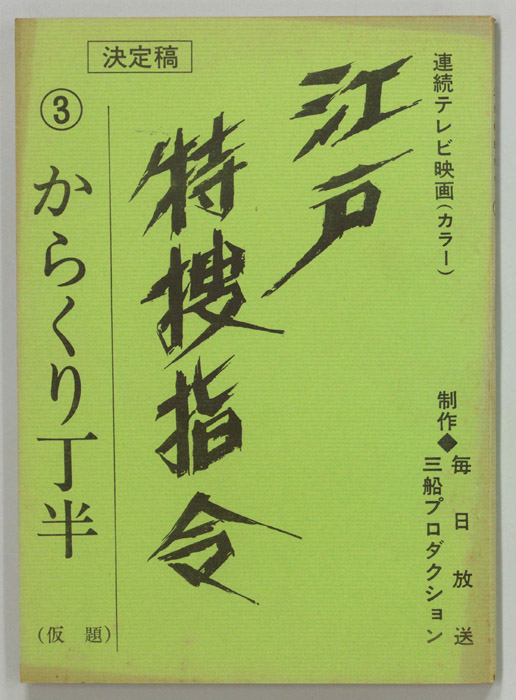 連続テレビ映画(カラー)
制作◆毎日放送
三船プロダクション
江戸
特捜指令
決定稿
③からくり丁半
(仮題)